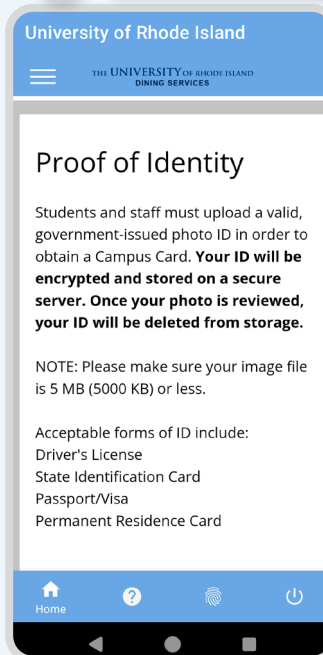 University of Rhode Island
THE UNIVERSITY OF RHODE ISLAND
DINING SERVICES
Proof of Identity
Students and staff must upload a valid,
government-issued photo ID in order to
obtain a Campus Card. Your ID will be
encrypted and stored on a secure
server. Once your photo is reviewed,
your ID will be deleted from storage.
NOTE: Please make sure your image file
is 5 MB (5000 KB) or less.
Acceptable forms of ID include:
Driver's License
State Identification Card
Passport/Visa
Permanent Residence Card
?
Home